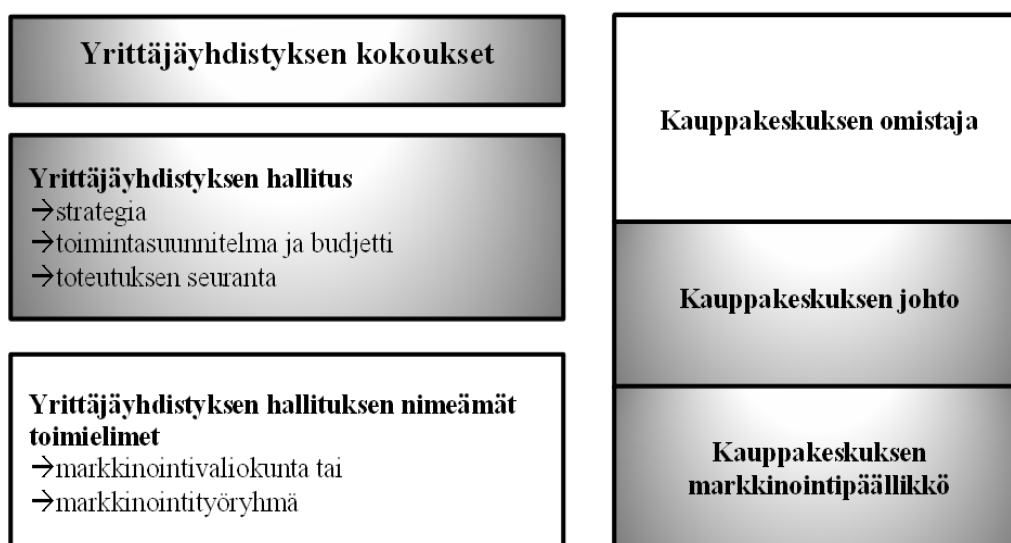 Yrittäjäyhdistyksen kokoukset
Yrittäjäyhdistyksen hallitus
→strategia
→toimintasuunnitelma ja budjetti
→toteutuksen seuranta
Yrittäjäyhdistyksen hallituksen nimeämät
toimielimet
→markkinointivaliokunta tai
→markkinointityöryhmä
Kauppakeskuksen omistaja
Kauppakeskuksen johto
Kauppakeskuksen
markkinointipäällikkö